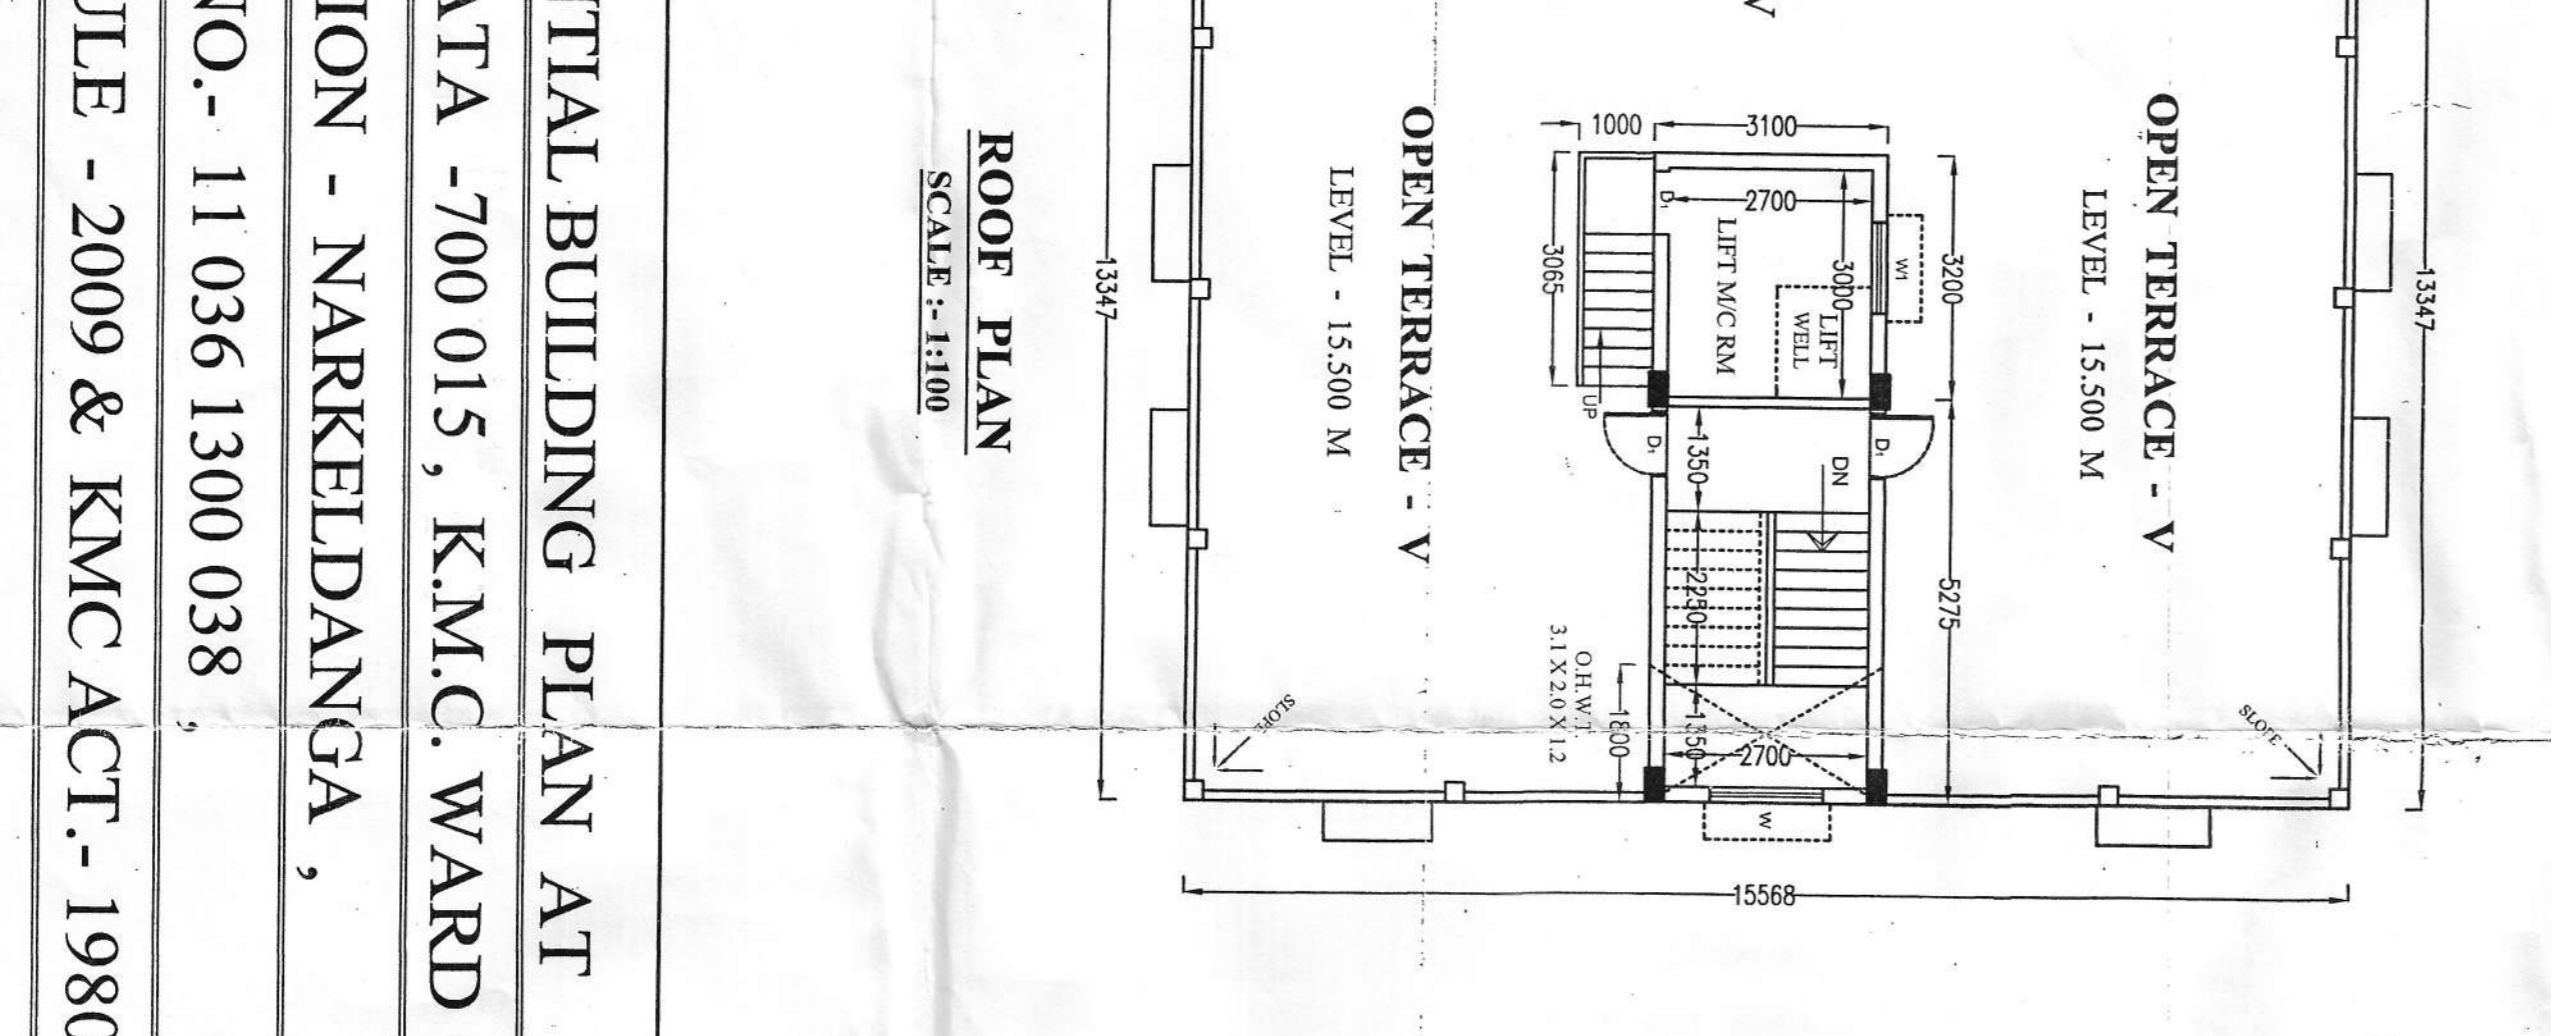 OPEN TERRACE - V
LEVEL - 15.500 M
13347
13347
V
3200
5275
1000
3100
W1
2700
3000
LIFT
WELL
LIFT M/C RM
D1
3065
UP
D1
D1
1350
DN
2250
1350
2700
1800
O.H.W.T.
3.1 X 2.0 X 1.2
W
SLOPE
SLOPE
15568
OPEN TERRACE - V
LEVEL - 15.500 M
ROOF PLAN
SCALE :- 1:100
TIAL BUILDING PLAN AT
ATA -700 015 , K.M.C. WARD
ION - NARKELDANGA ,
NO.- 11 036 1300 038 ,
ULE - 2009 & KMC ACT.- 1980